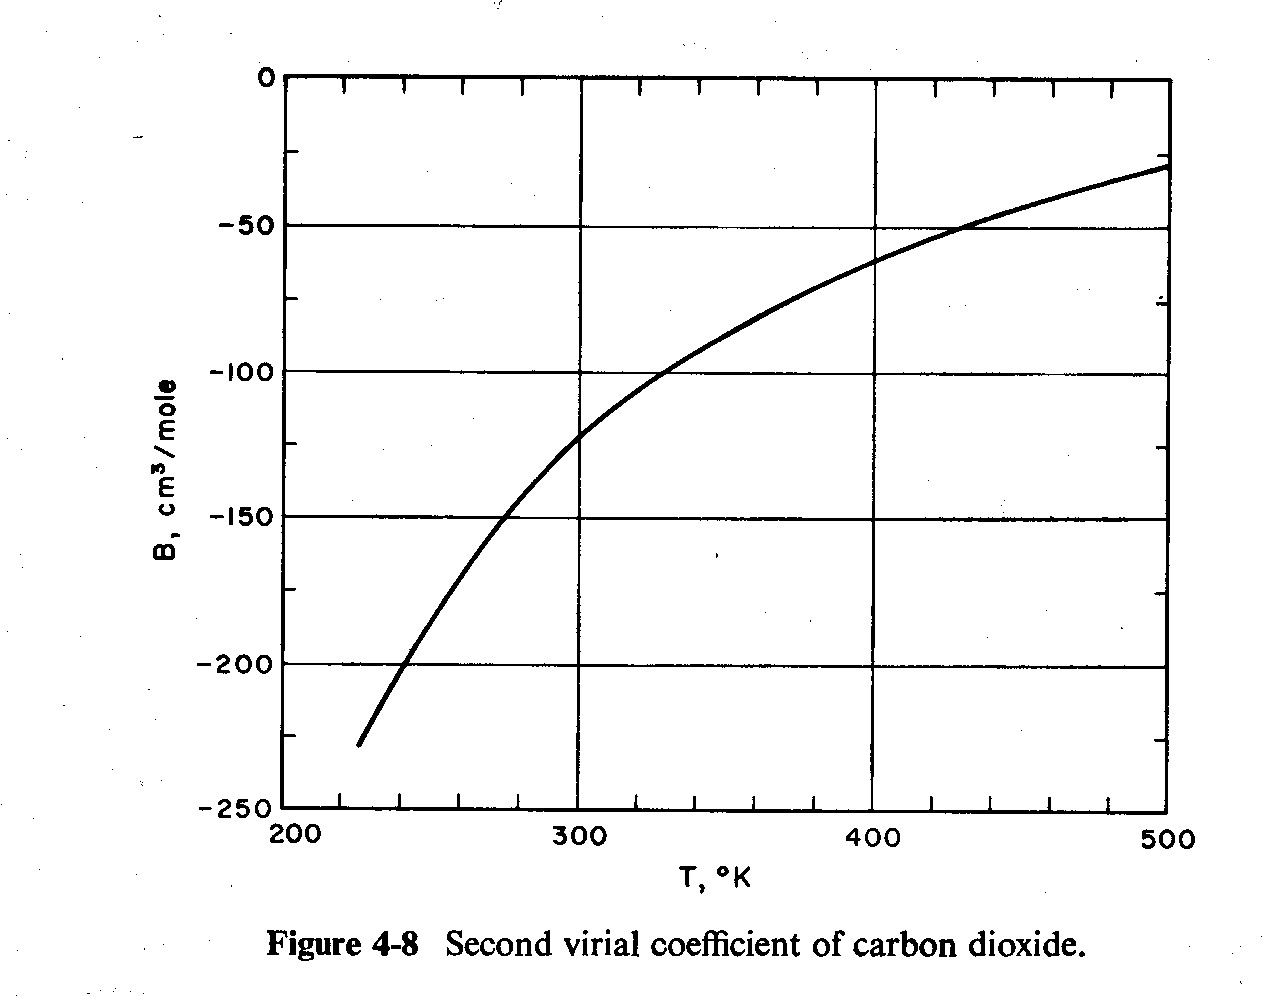 0
-50
-100
-150
-200
-250
B, cm³/mole
200 300 400 500
T, °K
Figure 4-8 Second virial coefficient of carbon dioxide.